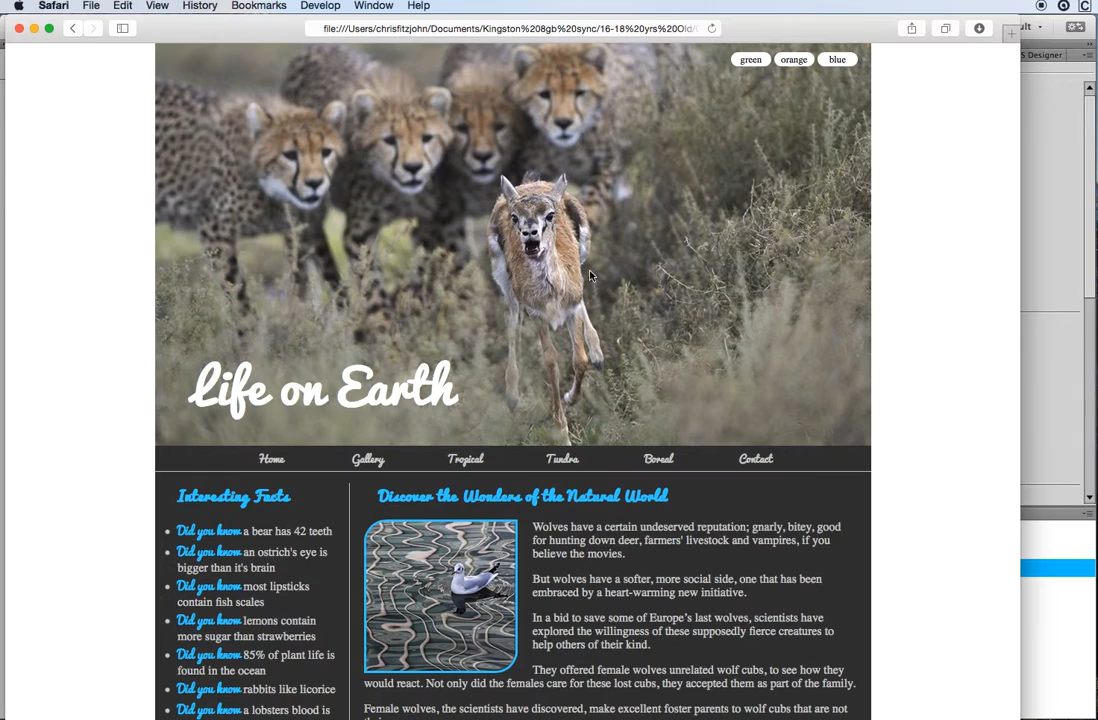 Safari File Edit View History Bookmarks Develop Window Help
file:///Users/chrisfitzjohn/Documents/Kingston%208gb%20sync/16-18%20yrs%20Old/
ult
S Designer
green orange blue
Life on Earth
Home Gallery Tropical Tundra Boreal Contact
Interesting Facts
Did you know a bear has 42 teeth
Did you know an ostrich's eye is
bigger than it's brain
Did you know most lipsticks
contain fish scales
Did you know lemons contain
more sugar than strawberries
Did you know 85% of plant life is
found in the ocean
Did you know rabbits like licorice
Did you know a lobsters blood is
Discover the Wonders of the Natural World
Wolves have a certain undeserved reputation; gnarly, bitey, good
for hunting down deer, farmers' livestock and vampires, if you
believe the movies.
But wolves have a softer, more social side, one that has been
embraced by a heart-warming new initiative.
In a bid to save some of Europe's last wolves, scientists have
explored the willingness of these supposedly fierce creatures to
help others of their kind.
They offered female wolves unrelated wolf cubs, to see how they
would react. Not only did the females care for these lost cubs, they accepted them as part of the family.
Female wolves, the scientists have discovered, make excellent foster parents to wolf cubs that are not